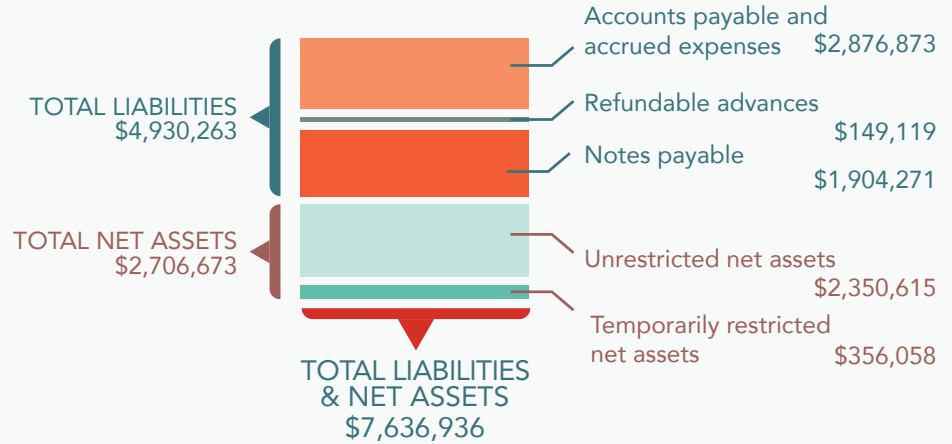 Accounts payable and
accrued expenses $2,876,873
TOTAL LIABILITIES
$4,930,263
Refundable advances
$149,119
Notes payable
$1,904,271
TOTAL NET ASSETS
$2,706,673
Unrestricted net assets
$2,350,615
Temporarily restricted
net assets $356,058
TOTAL LIABILITIES
& NET ASSETS
$7,636,936